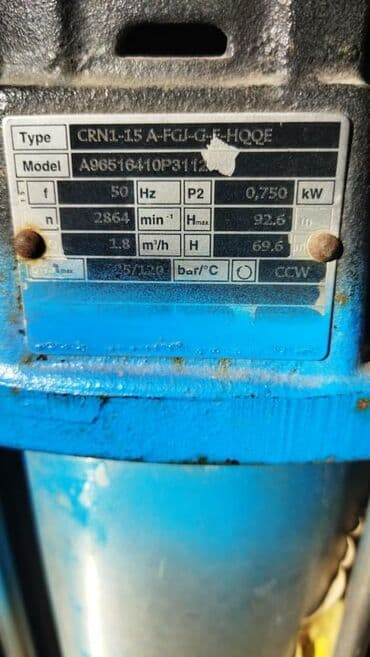 Type CRN1-15 A-FGJ-G-E-HQQE
Model A96516410P3112
f 50 Hz P2 0,750 kW
n 2864 min⁻¹ Hmax 92.6 m
1.8 m³/h H 69.6 m
max 25/120 bar/°C CCW